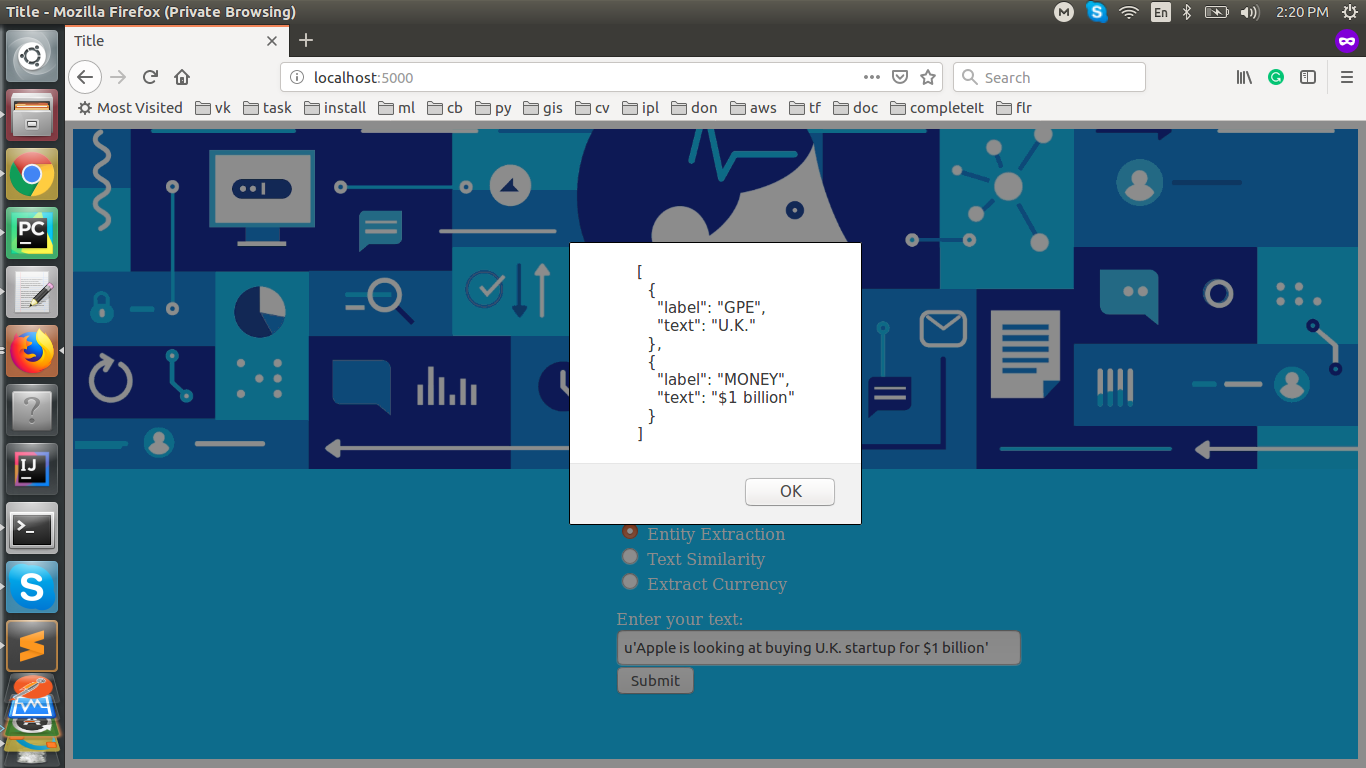 Title - Mozilla Firefox (Private Browsing)
M
En
2:20 PM
Title
localhost:5000
Search
Most Visited vk task install ml cb py gis cv ipl don aws tf doc completeIt flr
PC
IJ
[
{
"label": "GPE",
"text": "U.K."
},
{
"label": "MONEY",
"text": "$1 billion"
}
]
OK
Entity Extraction
Text Similarity
Extract Currency
Enter your text:
u'Apple is looking at buying U.K. startup for $1 billion'
Submit